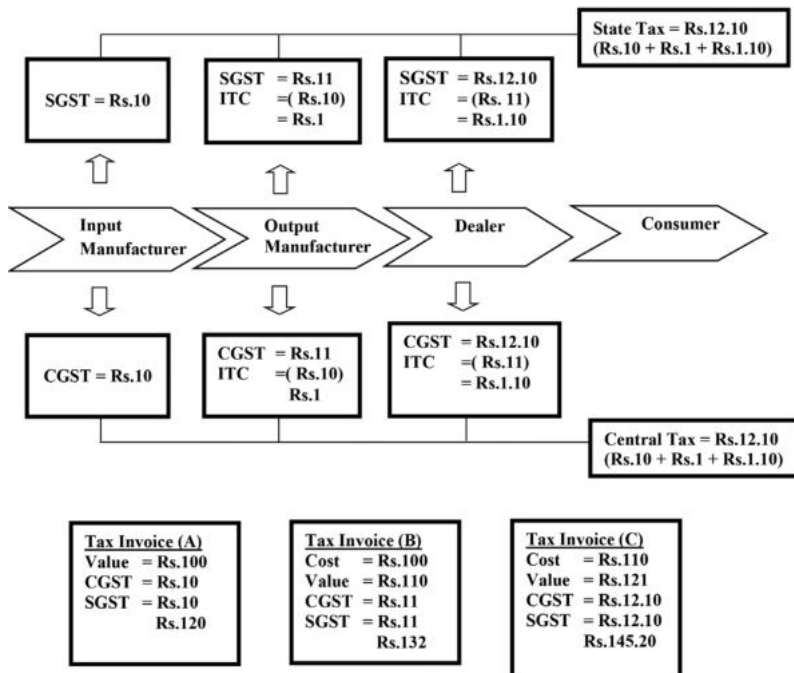 State Tax = Rs.12.10
(Rs.10 + Rs.1 + Rs.1.10)
SGST = Rs.10
SGST = Rs.11
ITC =( Rs.10)
= Rs.1
SGST = Rs.12.10
ITC = (Rs. 11)
= Rs.1.10
Input
Manufacturer
Output
Manufacturer
Dealer
Consumer
CGST = Rs.10
CGST = Rs.11
ITC =( Rs.10)
Rs.1
CGST = Rs.12.10
ITC =( Rs.11)
= Rs.1.10
Central Tax = Rs.12.10
(Rs.10 + Rs.1 + Rs.1.10)
Tax Invoice (A)
Value = Rs.100
CGST = Rs.10
SGST = Rs.10
Rs.120
Tax Invoice (B)
Cost = Rs.100
Value = Rs.110
CGST = Rs.11
SGST = Rs.11
Rs.132
Tax Invoice (C)
Cost = Rs.110
Value = Rs.121
CGST = Rs.12.10
SGST = Rs.12.10
Rs.145.20